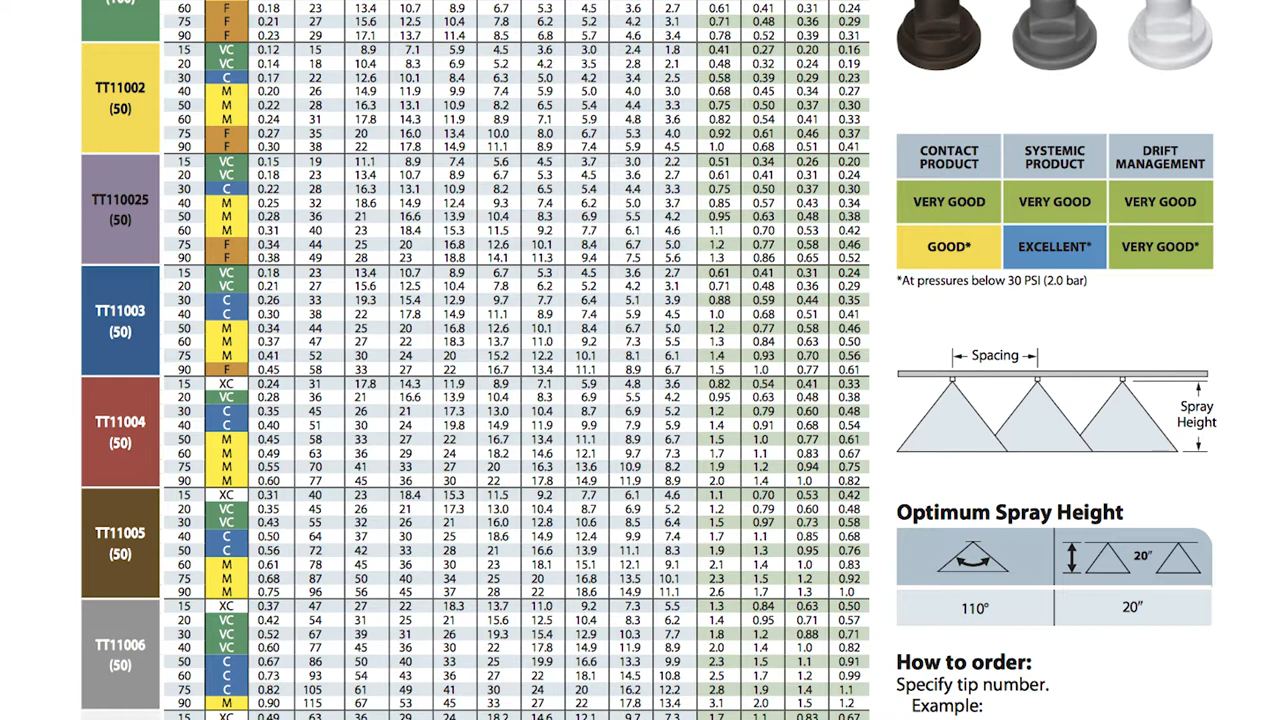 60 F 0.18 23 13.4 10.7 8.9 6.7 5.3 4.5 3.6 2.7 0.61 0.41 0.31 0.24
75 F 0.21 27 15.6 12.5 10.4 7.8 6.2 5.2 4.2 3.1 0.71 0.48 0.36 0.29
90 F 0.23 29 17.1 13.7 11.4 8.5 6.8 5.7 4.6 3.4 0.78 0.52 0.39 0.31
TT11002
(50)
15 VC 0.12 15 8.9 7.1 5.9 4.5 3.6 3.0 2.4 1.8 0.41 0.27 0.20 0.16
20 VC 0.14 18 10.4 8.3 6.9 5.2 4.2 3.5 2.8 2.1 0.48 0.32 0.24 0.19
30 C 0.17 22 12.6 10.1 8.4 6.3 5.0 4.2 3.4 2.5 0.58 0.39 0.29 0.23
40 M 0.20 26 14.9 11.9 9.9 7.4 5.9 5.0 4.0 3.0 0.68 0.45 0.34 0.27
50 M 0.22 28 16.3 13.1 10.9 8.2 6.5 5.4 4.4 3.3 0.75 0.50 0.37 0.30
60 M 0.24 31 17.8 14.3 11.9 8.9 7.1 5.9 4.8 3.6 0.82 0.54 0.41 0.33
75 F 0.27 35 20 16.0 13.4 10.0 8.0 6.7 5.3 4.0 0.92 0.61 0.46 0.37
90 F 0.30 38 22 17.8 14.9 11.1 8.9 7.4 5.9 4.5 1.0 0.68 0.51 0.41
TT110025
(50)
15 VC 0.15 19 11.1 8.9 7.4 5.6 4.5 3.7 3.0 2.2 0.51 0.34 0.26 0.20
20 VC 0.18 23 13.4 10.7 8.9 6.7 5.3 4.5 3.6 2.7 0.61 0.41 0.31 0.24
30 C 0.22 28 16.3 13.1 10.9 8.2 6.5 5.4 4.4 3.3 0.75 0.50 0.37 0.30
40 M 0.25 32 18.6 14.9 12.4 9.3 7.4 6.2 5.0 3.7 0.85 0.57 0.43 0.34
50 M 0.28 36 21 16.6 13.9 10.4 8.3 6.9 5.5 4.2 0.95 0.63 0.48 0.38
60 M 0.31 40 23 18.4 15.3 11.5 9.2 7.7 6.1 4.6 1.1 0.70 0.53 0.42
75 F 0.34 44 25 20 16.8 12.6 10.1 8.4 6.7 5.0 1.2 0.77 0.58 0.46
90 F 0.38 49 28 23 18.8 14.1 11.3 9.4 7.5 5.6 1.3 0.86 0.65 0.52
TT11003
(50)
15 VC 0.18 23 13.4 10.7 8.9 6.7 5.3 4.5 3.6 2.7 0.61 0.41 0.31 0.24
20 VC 0.21 27 15.6 12.5 10.4 7.8 6.2 5.2 4.2 3.1 0.71 0.48 0.36 0.29
30 C 0.26 33 19.3 15.4 12.9 9.7 7.7 6.4 5.1 3.9 0.88 0.59 0.44 0.35
40 C 0.30 38 22 17.8 14.9 11.1 8.9 7.4 5.9 4.5 1.0 0.68 0.51 0.41
50 M 0.34 44 25 20 16.8 12.6 10.1 8.4 6.7 5.0 1.2 0.77 0.58 0.46
60 M 0.37 47 27 22 18.3 13.7 11.0 9.2 7.3 5.5 1.3 0.84 0.63 0.50
75 M 0.41 52 30 24 20 15.2 12.2 10.1 8.1 6.1 1.4 0.93 0.70 0.56
90 F 0.45 58 33 27 22 16.7 13.4 11.1 8.9 6.7 1.5 1.0 0.77 0.61
TT11004
(50)
15 XC 0.24 31 17.8 14.3 11.9 8.9 7.1 5.9 4.8 3.6 0.82 0.54 0.41 0.33
20 VC 0.28 36 21 16.6 13.9 10.4 8.3 6.9 5.5 4.2 0.95 0.63 0.48 0.38
30 C 0.35 45 26 21 17.3 13.0 10.4 8.7 6.9 5.2 1.2 0.79 0.60 0.48
40 C 0.40 51 30 24 19.8 14.9 11.9 9.9 7.9 5.9 1.4 0.91 0.68 0.54
50 M 0.45 58 33 27 22 16.7 13.4 11.1 8.9 6.7 1.5 1.0 0.77 0.61
60 M 0.49 63 36 29 24 18.2 14.6 12.1 9.7 7.3 1.7 1.1 0.83 0.67
75 M 0.55 70 41 33 27 20 16.3 13.6 10.9 8.2 1.9 1.2 0.94 0.75
90 M 0.60 77 45 36 30 22 17.8 14.9 11.9 8.9 2.0 1.4 1.0 0.82
TT11005
(50)
15 XC 0.31 40 23 18.4 15.3 11.5 9.2 7.7 6.1 4.6 1.1 0.70 0.53 0.42
20 VC 0.35 45 26 21 17.3 13.0 10.4 8.7 6.9 5.2 1.2 0.79 0.60 0.48
30 VC 0.43 55 32 26 21 16.0 12.8 10.6 8.5 6.4 1.5 0.97 0.73 0.58
40 C 0.50 64 37 30 25 18.6 14.9 12.4 9.9 7.4 1.7 1.1 0.85 0.68
50 C 0.56 72 42 33 28 21 16.6 13.9 11.1 8.3 1.9 1.3 0.95 0.76
60 M 0.61 78 45 36 30 23 18.1 15.1 12.1 9.1 2.1 1.4 1.0 0.83
75 M 0.68 87 50 40 34 25 20 16.8 13.5 10.1 2.3 1.5 1.2 0.92
90 M 0.75 96 56 45 37 28 22 18.6 14.9 11.1 2.6 1.7 1.3 1.0
TT11006
(50)
15 XC 0.37 47 27 22 18.3 13.7 11.0 9.2 7.3 5.5 1.3 0.84 0.63 0.50
20 VC 0.42 54 31 25 21 15.6 12.5 10.4 8.3 6.2 1.4 0.95 0.71 0.57
30 VC 0.52 67 39 31 26 19.3 15.4 12.9 10.3 7.7 1.8 1.2 0.88 0.71
40 VC 0.60 77 45 36 30 22 17.8 14.9 11.9 8.9 2.0 1.4 1.0 0.82
50 C 0.67 86 50 40 33 25 19.9 16.6 13.3 9.9 2.3 1.5 1.1 0.91
60 C 0.73 93 54 43 36 27 22 18.1 14.5 10.8 2.5 1.7 1.2 0.99
75 C 0.82 105 61 49 41 30 24 20 16.2 12.2 2.8 1.9 1.4 1.1
90 M 0.90 115 67 53 45 33 27 22 17.8 13.4 3.1 2.0 1.5 1.2
15 XC 0.49 63 36 29 24 18.2 14.6 12.1 9.7 7.3 1.7 1.1 0.83 0.67
CONTACT PRODUCT SYSTEMIC PRODUCT DRIFT MANAGEMENT
VERY GOOD VERY GOOD VERY GOOD
GOOD* EXCELLENT* VERY GOOD*
*At pressures below 30 PSI (2.0 bar)
Spacing
Spray
Height
Optimum Spray Height
20"
110° 20"
How to order:
Specify tip number.
Example: